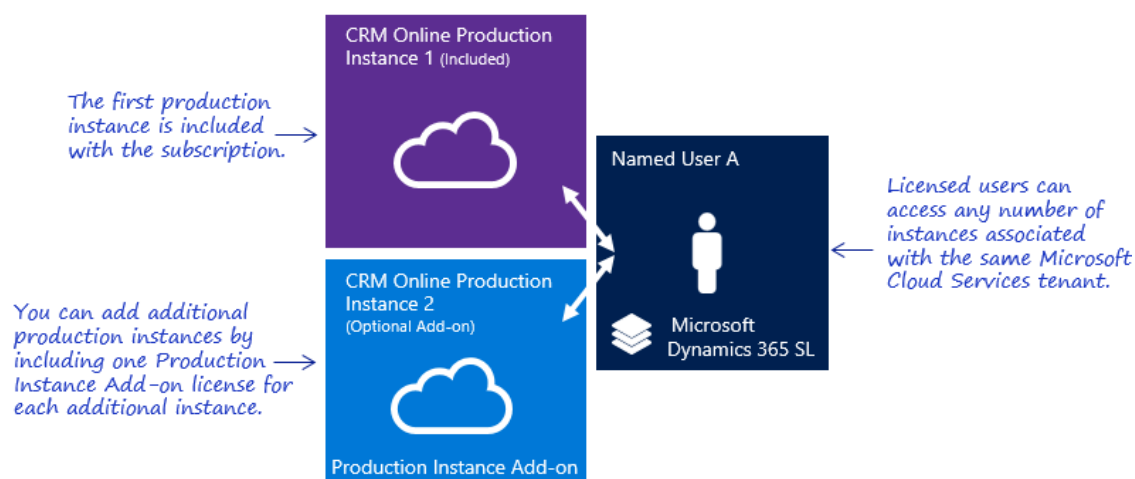 CRM Online Production
Instance 1 (Included)
The first production
instance is included
with the subscription.
Named User A
Licensed users can
access any number of
instances associated
with the same Microsoft
Cloud Services tenant.
CRM Online Production
Instance 2
(Optional Add-on)
You can add additional
production instances by
including one Production
Instance Add-on license for
each additional instance.
Microsoft
Dynamics 365 SL
Production Instance Add-on